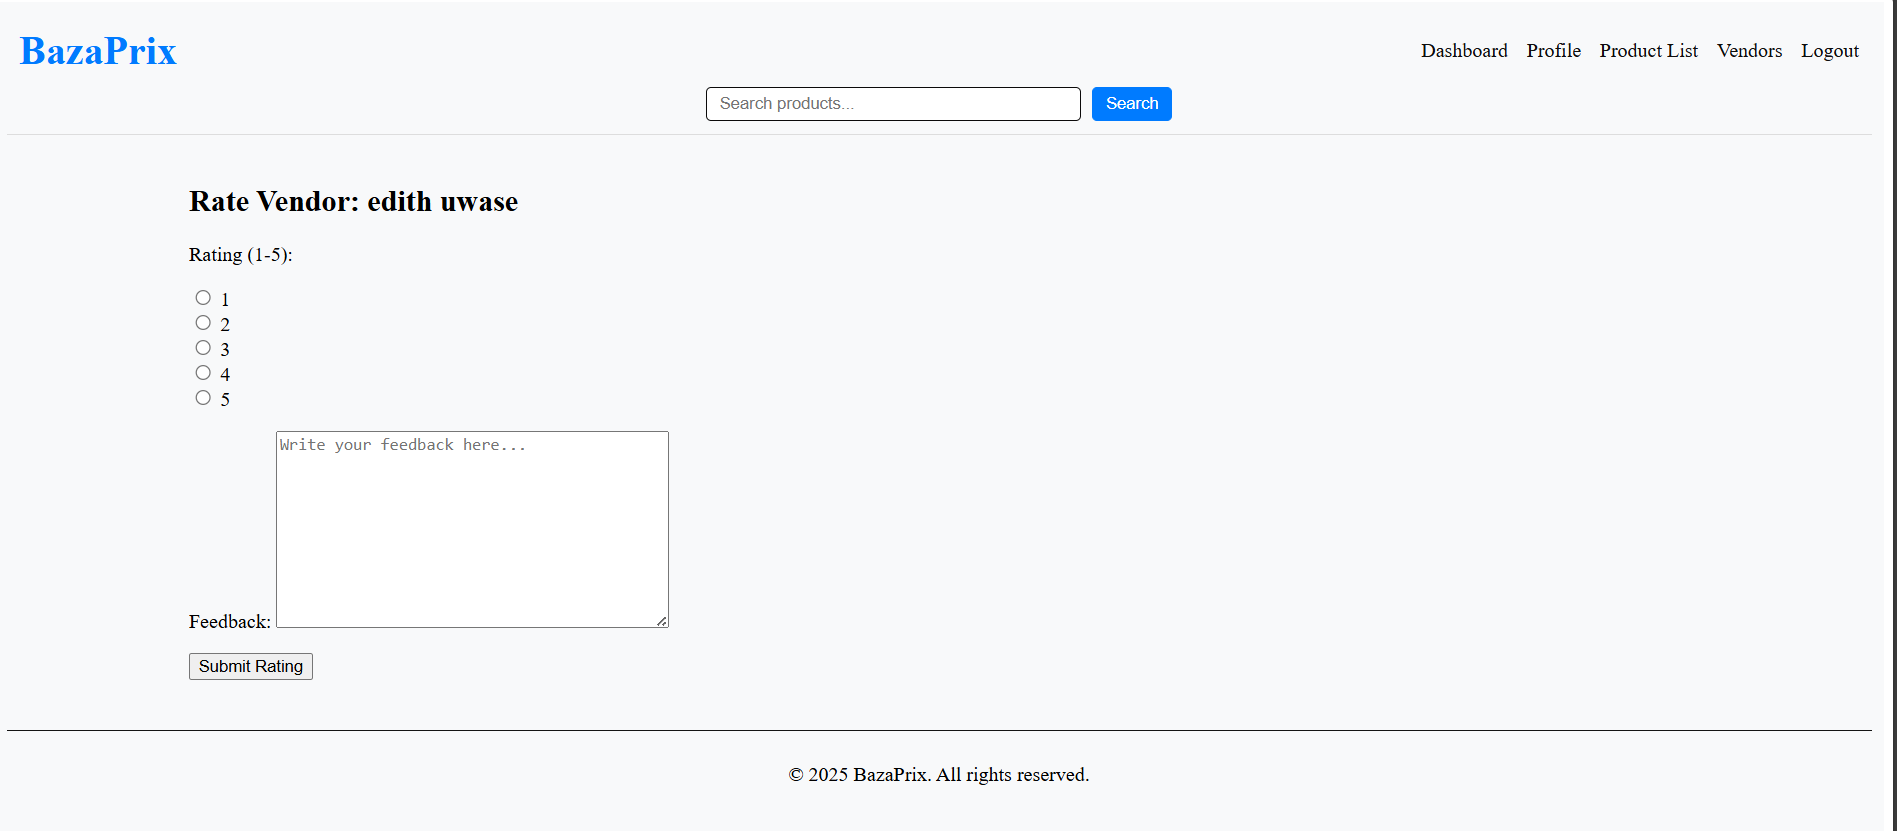 BazaPrix
Dashboard Profile Product List Vendors Logout
Search products... Search
Rate Vendor: edith uwase
Rating (1-5):
1
2
3
4
5
Write your feedback here...
Feedback:
Submit Rating
© 2025 BazaPrix. All rights reserved.